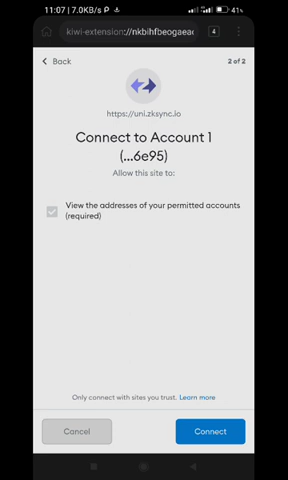 11:07 | 7.0KB/s
41%
kiwi-extension://nkbihfbeogaeaoe
4
Back
2 of 2
https://uni.zksync.io
Connect to Account 1
(...6e95)
Allow this site to:
View the addresses of your permitted accounts
(required)
Only connect with sites you trust. Learn more
Cancel
Connect